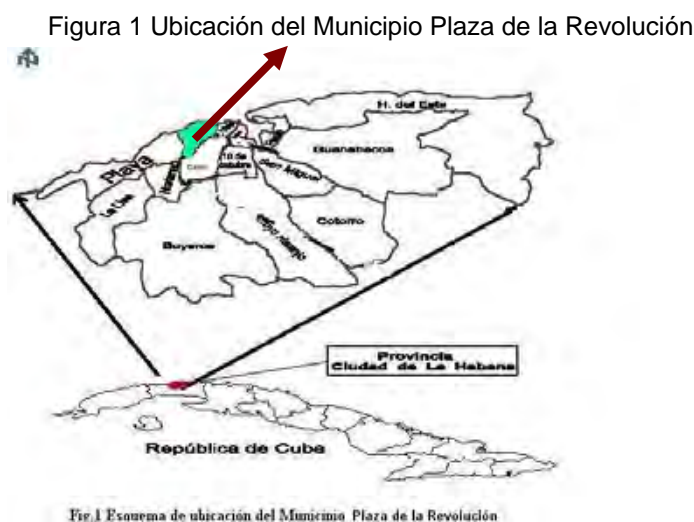 Figura 1 Ubicación del Municipio Plaza de la Revolución
H. del Este
Guanabacoa
10 de
octubre
San Miguel
Playa
La Lisa
Cotorro
Boyeros
Provincia
Ciudad de La Habana
República de Cuba
Fig.1 Esquema de ubicación del Municipio Plaza de la Revolución